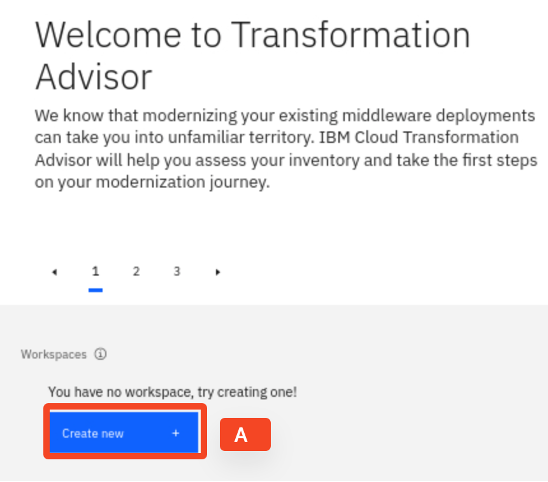 Welcome to Transformation
Advisor
We know that modernizing your existing middleware deployments
can take you into unfamiliar territory. IBM Cloud Transformation
Advisor will help you assess your inventory and take the first steps
on your modernization journey.
1 2 3
Workspaces
You have no workspace, try creating one!
Create new +
A